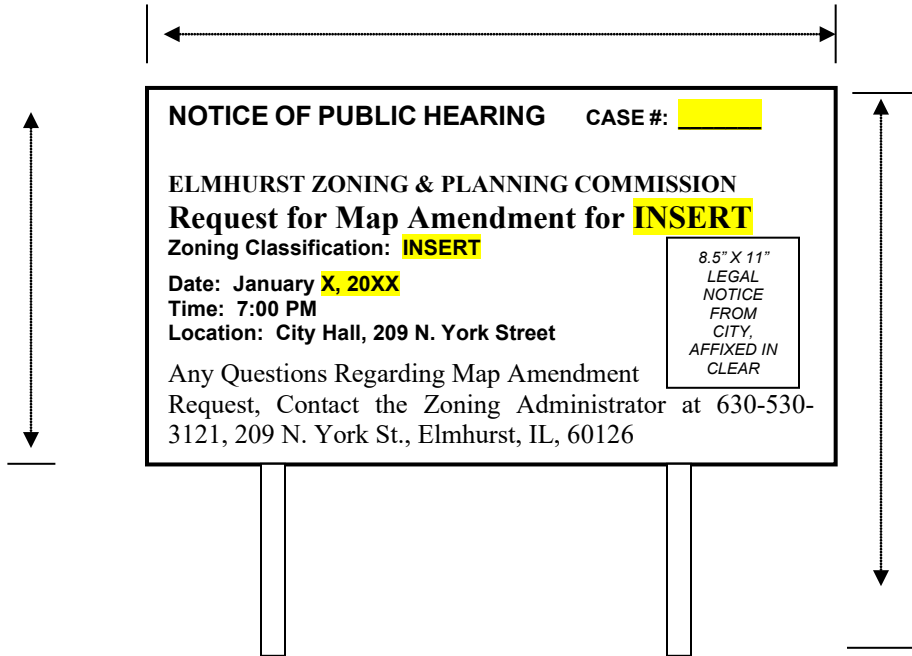 NOTICE OF PUBLIC HEARING CASE #: _______
ELMHURST ZONING & PLANNING COMMISSION
Request for Map Amendment for INSERT
Zoning Classification: INSERT
Date: January X, 20XX
Time: 7:00 PM
Location: City Hall, 209 N. York Street
8.5" X 11"
LEGAL
NOTICE
FROM
CITY,
AFFIXED IN
CLEAR
Any Questions Regarding Map Amendment
Request, Contact the Zoning Administrator at 630-530-
3121, 209 N. York St., Elmhurst, IL, 60126